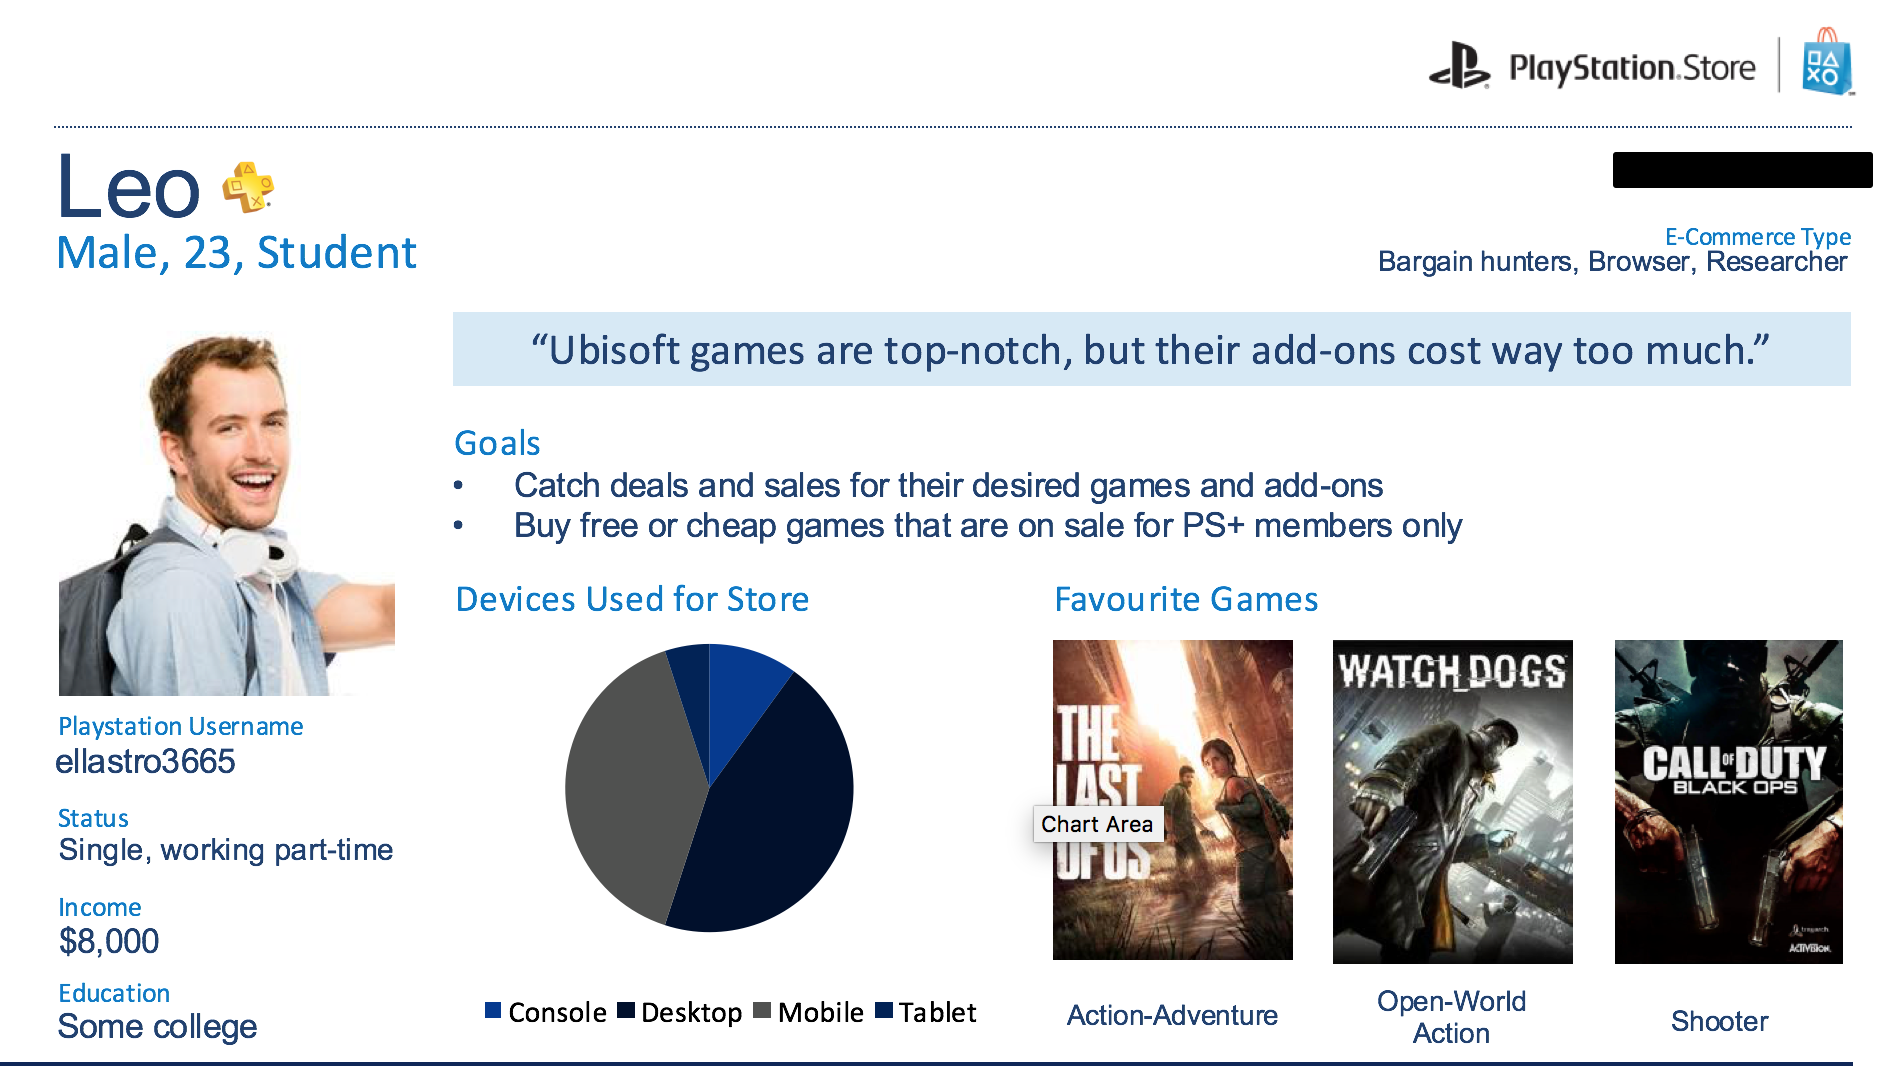 PlayStation.Store
Leo
Male, 23, Student
E-Commerce Type
Bargain hunters, Browser, Researcher
“Ubisoft games are top-notch, but their add-ons cost way too much.”
Goals
• Catch deals and sales for their desired games and add-ons
• Buy free or cheap games that are on sale for PS+ members only
Playstation Username
ellastro3665
Status
Single, working part-time
Income
$8,000
Education
Some college
Devices Used for Store
Console Desktop Mobile Tablet
Favourite Games
THE
LAST
OF US
Chart Area
WATCH_DOGS
CALL OF DUTY
BLACK OPS
treyarch
ACTIVISION
Action-Adventure
Open-World
Action
Shooter